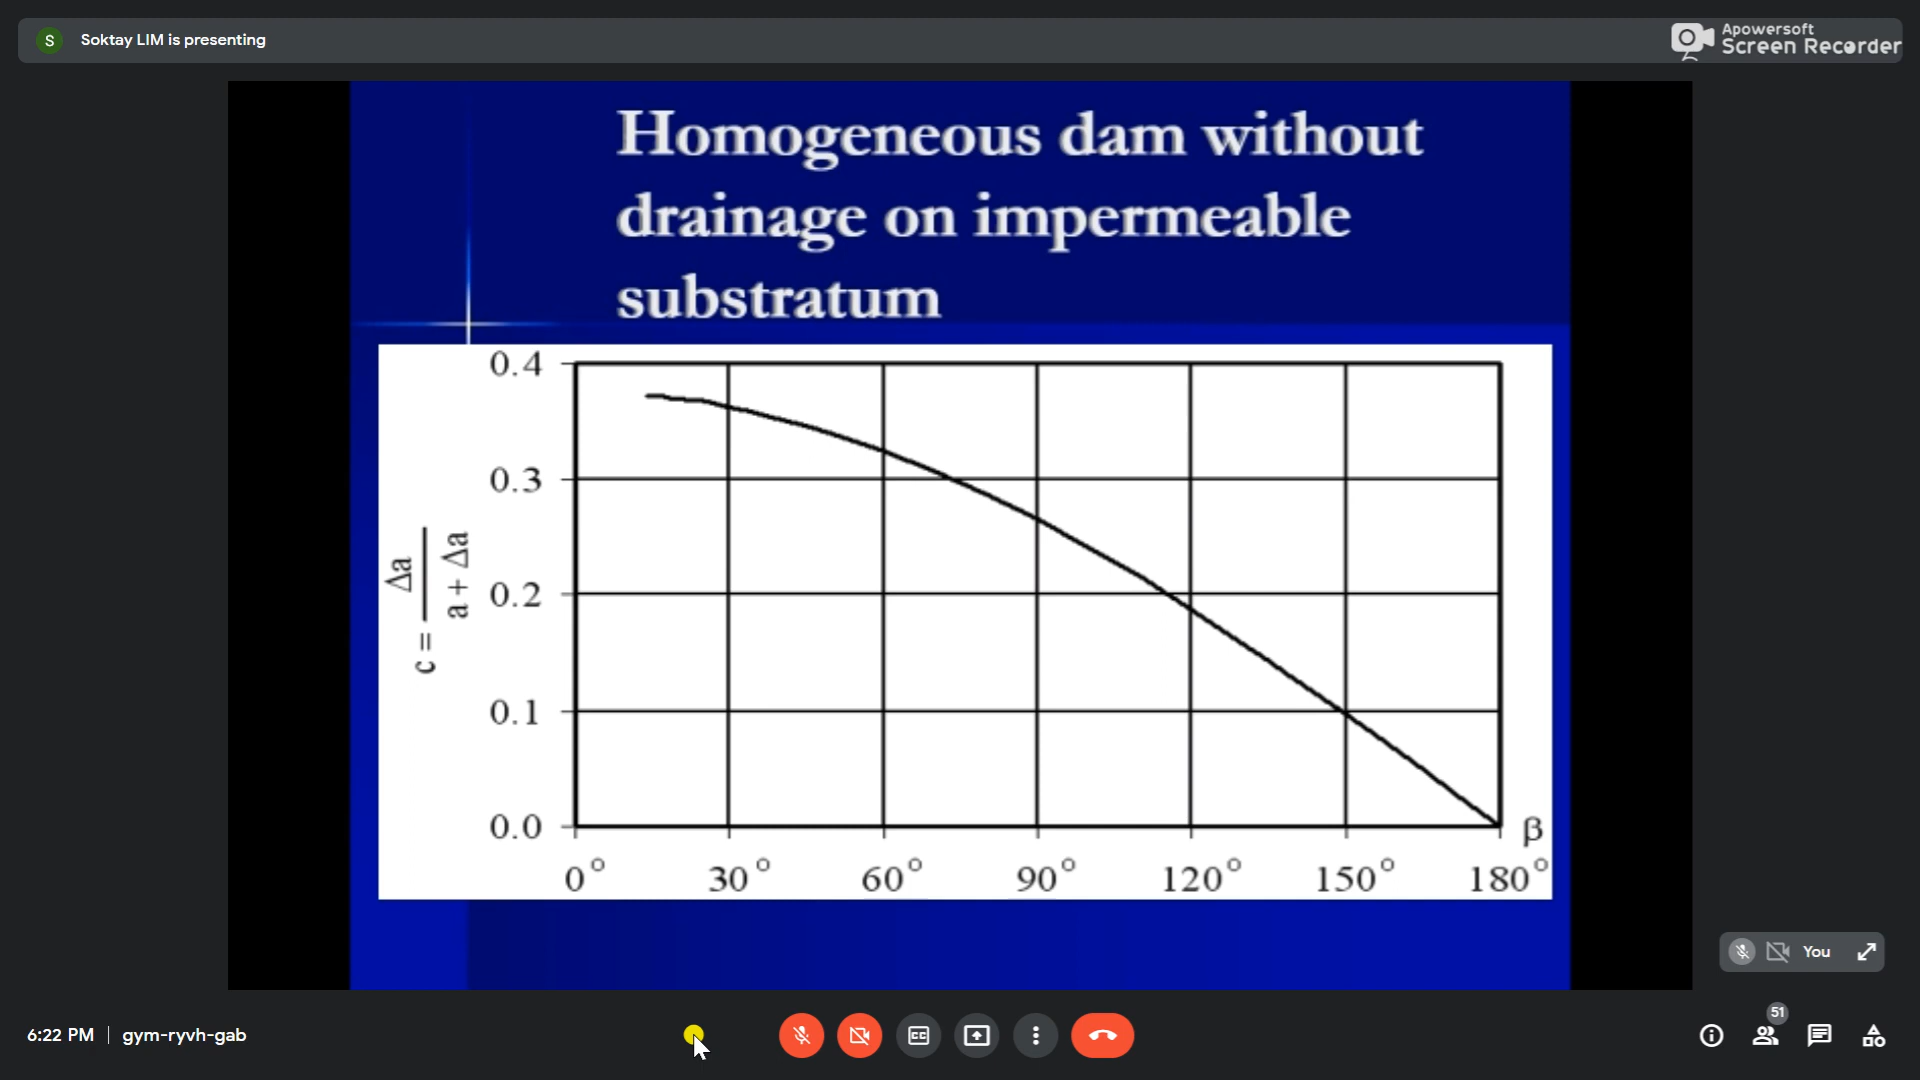 S
Soktay LIM is presenting
Apowersoft
Screen Recorder
Homogeneous dam without
drainage on impermeable
substratum
0.4
0.3
0.2
0.1
0.0
c = Δa
a + Δa
0° 30° 60° 90° 120° 150° 180°
β
You
6:22 PM | gym-ryvh-gab
CC
51